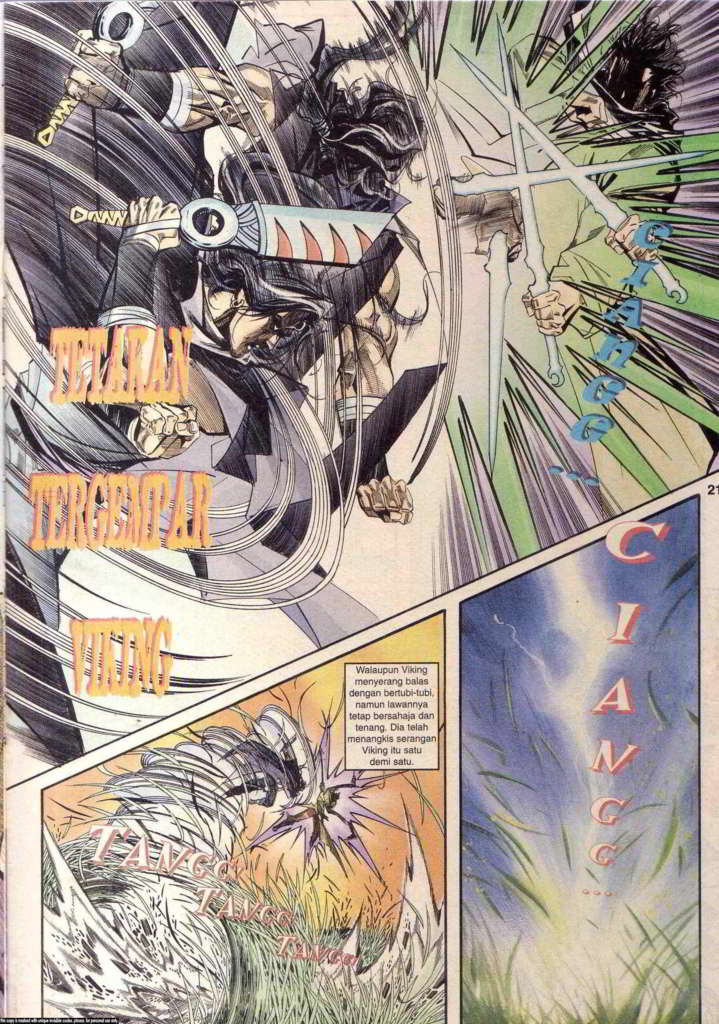 TETAKAN
TERGEMPAR
VIKING
CIANGG...
21
Walaupun Viking
menyerang balas
dengan bertubi-tubi,
namun lawannya
tetap bersahaja dan
tenang. Dia telah
menangkis serangan
Viking itu satu
demi satu.
TANGG
TANGG
TANGG
CIANGG...